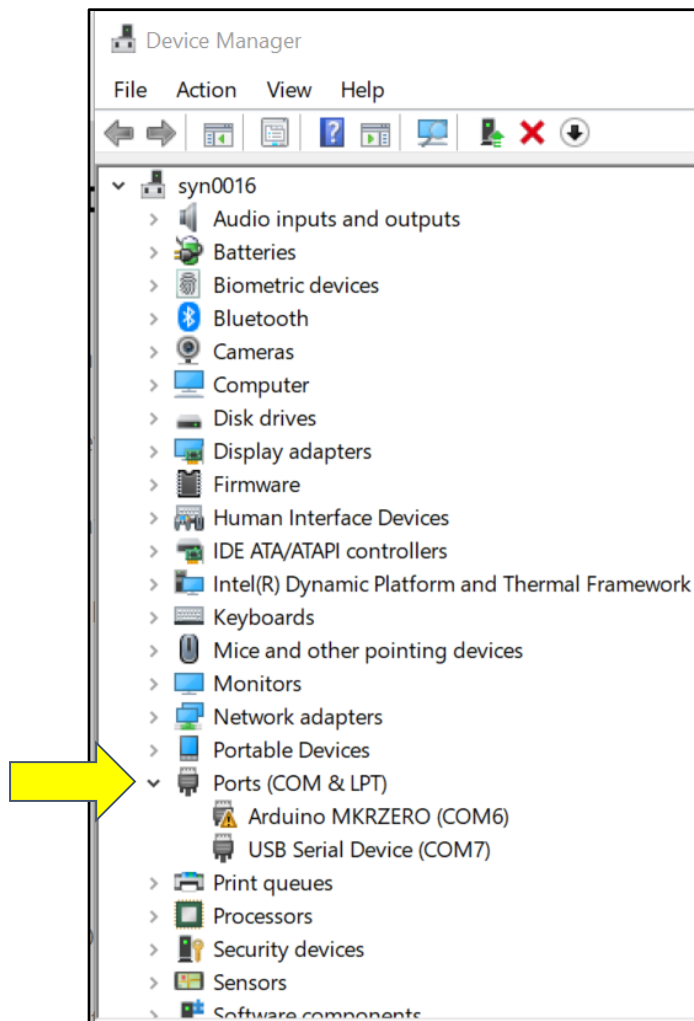 Device Manager
File Action View Help
syn0016
Audio inputs and outputs
Batteries
Biometric devices
Bluetooth
Cameras
Computer
Disk drives
Display adapters
Firmware
Human Interface Devices
IDE ATA/ATAPI controllers
Intel(R) Dynamic Platform and Thermal Framework
Keyboards
Mice and other pointing devices
Monitors
Network adapters
Portable Devices
Ports (COM & LPT)
Arduino MKRZERO (COM6)
USB Serial Device (COM7)
Print queues
Processors
Security devices
Sensors
Software components